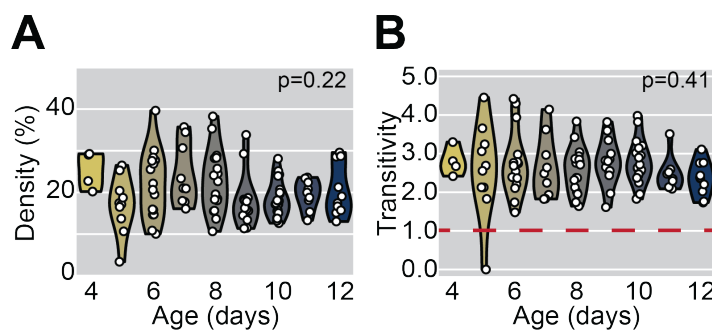 A
p=0.22
Density (%)
40
20
0
4 6 8 10 12
Age (days)
B
p=0.41
Transitivity
5.0
4.0
3.0
2.0
1.0
0.0
4 6 8 10 12
Age (days)